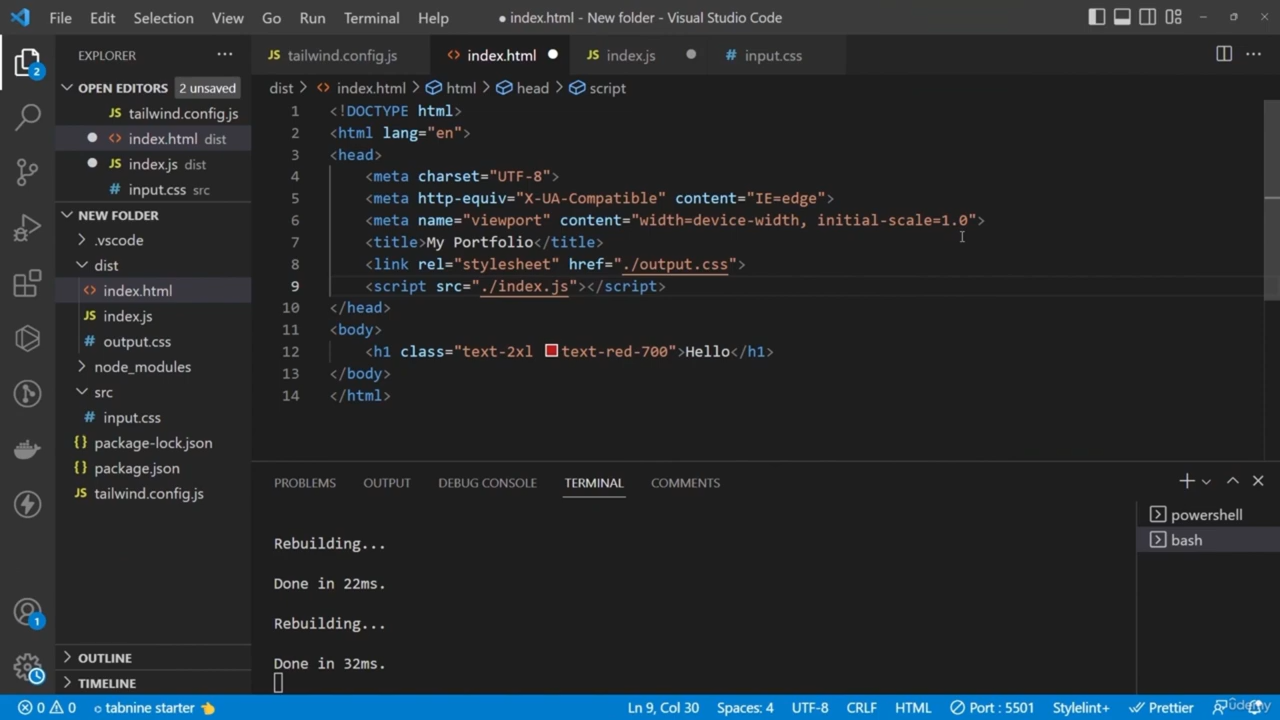 File Edit Selection View Go Run Terminal Help
● index.html - New folder - Visual Studio Code
EXPLORER ···
OPEN EDITORS 2 unsaved
JS tailwind.config.js
● <> index.html dist
● JS index.js dist
# input.css src
NEW FOLDER
.vscode
dist
<> index.html
JS index.js
# output.css
node_modules
src
# input.css
{} package-lock.json
{} package.json
JS tailwind.config.js
OUTLINE
TIMELINE
2
1
JS tailwind.config.js <> index.html ● JS index.js ● # input.css
dist > <> index.html > html > head > script
1 <!DOCTYPE html>
2 <html lang="en">
3 <head>
4 <meta charset="UTF-8">
5 <meta http-equiv="X-UA-Compatible" content="IE=edge">
6 <meta name="viewport" content="width=device-width, initial-scale=1.0">
7 <title>My Portfolio</title>
8 <link rel="stylesheet" href="./output.css">
9 <script src="./index.js"></script>
10 </head>
11 <body>
12 <h1 class="text-2xl text-red-700">Hello</h1>
13 </body>
14 </html>
PROBLEMS OUTPUT DEBUG CONSOLE TERMINAL COMMENTS
Rebuilding...
Done in 22ms.
Rebuilding...
Done in 32ms.
powershell
bash
0 0 tabnine starter 👈 Ln 9, Col 30 Spaces: 4 UTF-8 CRLF HTML Port : 5501 Stylelint+ Prettier
Udemy